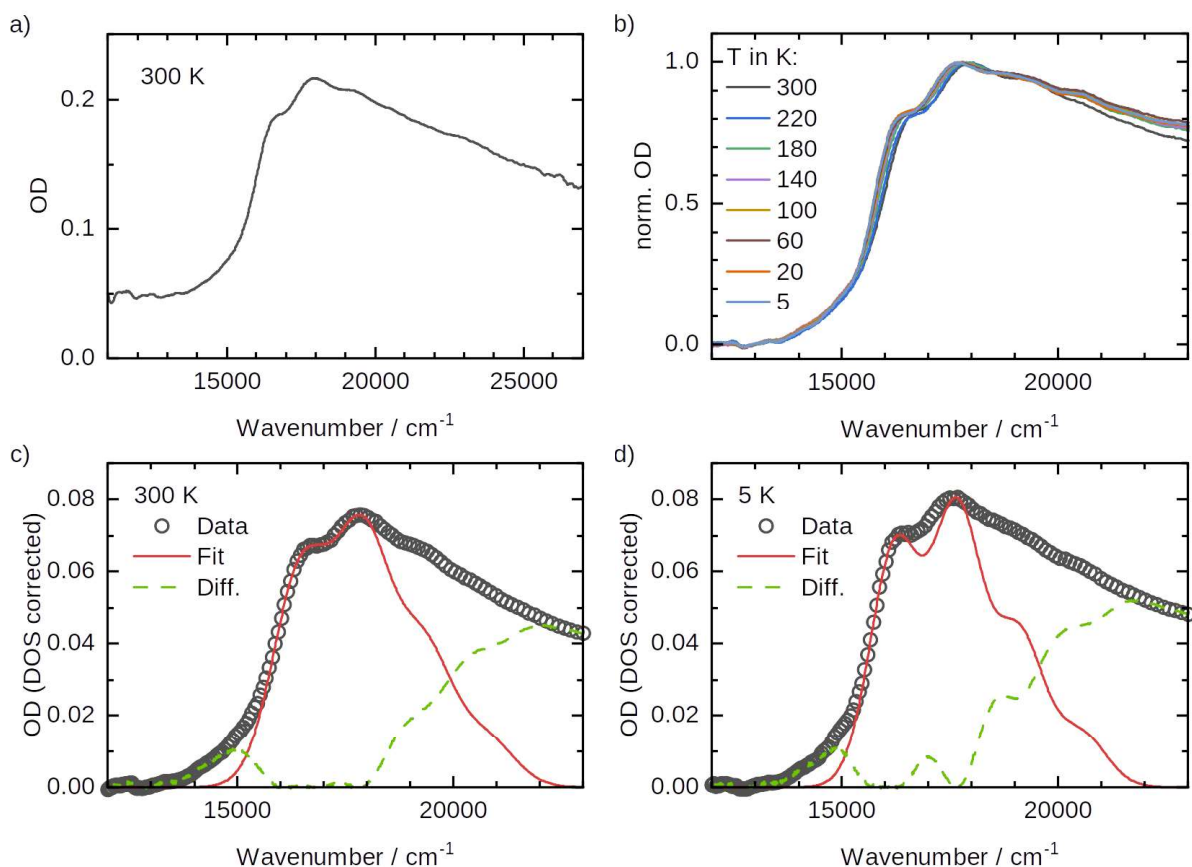 a)
300 K
0.2
0.1
0.0
OD
15000 20000 25000
Wavenumber / cm-1
b)
T in K:
300
220
180
140
100
60
20
5
1.0
0.5
0.0
norm. OD
15000 20000
Wavenumber / cm-1
c)
300 K
Data
Fit
Diff.
0.08
0.06
0.04
0.02
0.00
OD (DOS corrected)
15000 20000
Wavenumber / cm-1
d)
5 K
Data
Fit
Diff.
0.08
0.06
0.04
0.02
0.00
OD (DOS corrected)
15000 20000
Wavenumber / cm-1